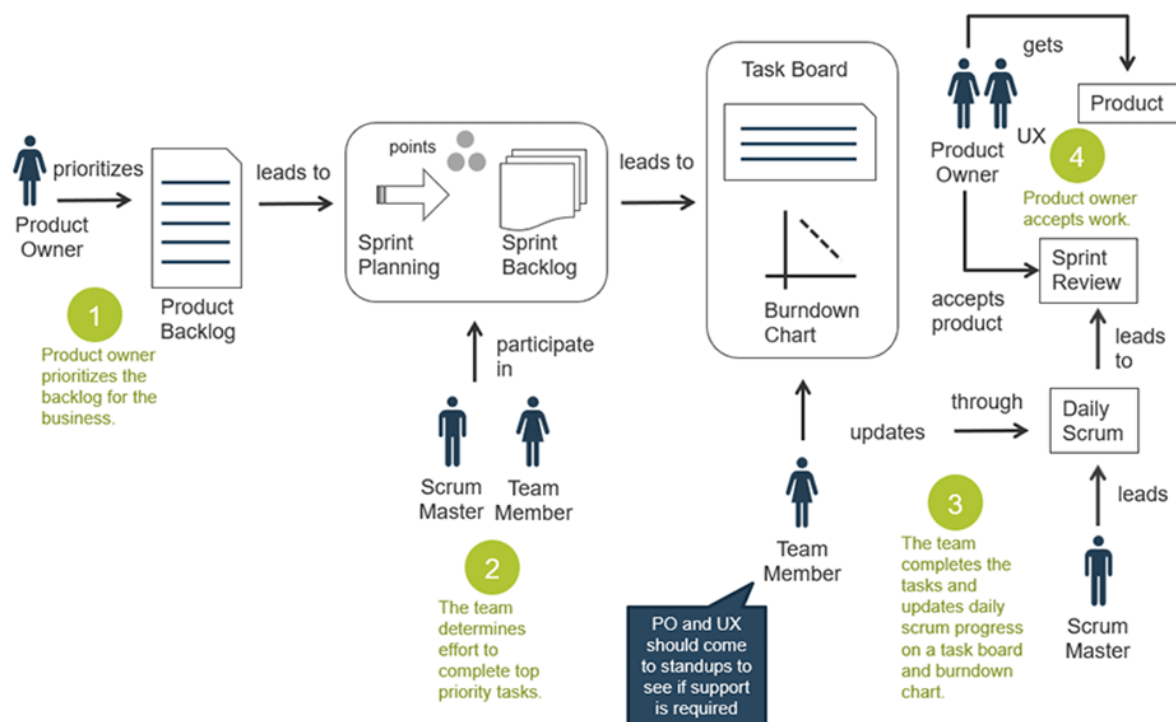 prioritizes
Product
Owner
1
Product owner
prioritizes the
backlog for the
business.
Product
Backlog
leads to
points
Sprint
Planning
Sprint
Backlog
participate
in
Scrum
Master
Team
Member
2
The team
determines
effort to
complete top
priority tasks.
leads to
Task Board
Burndown
Chart
updates
Team
Member
PO and UX
should come
to standups to
see if support
is required
through
3
The team
completes the
tasks and
updates daily
scrum progress
on a task board
and burndown
chart.
Daily
Scrum
leads
Scrum
Master
leads
to
Sprint
Review
accepts
product
Product
Owner
UX
gets
Product
4
Product owner
accepts work.